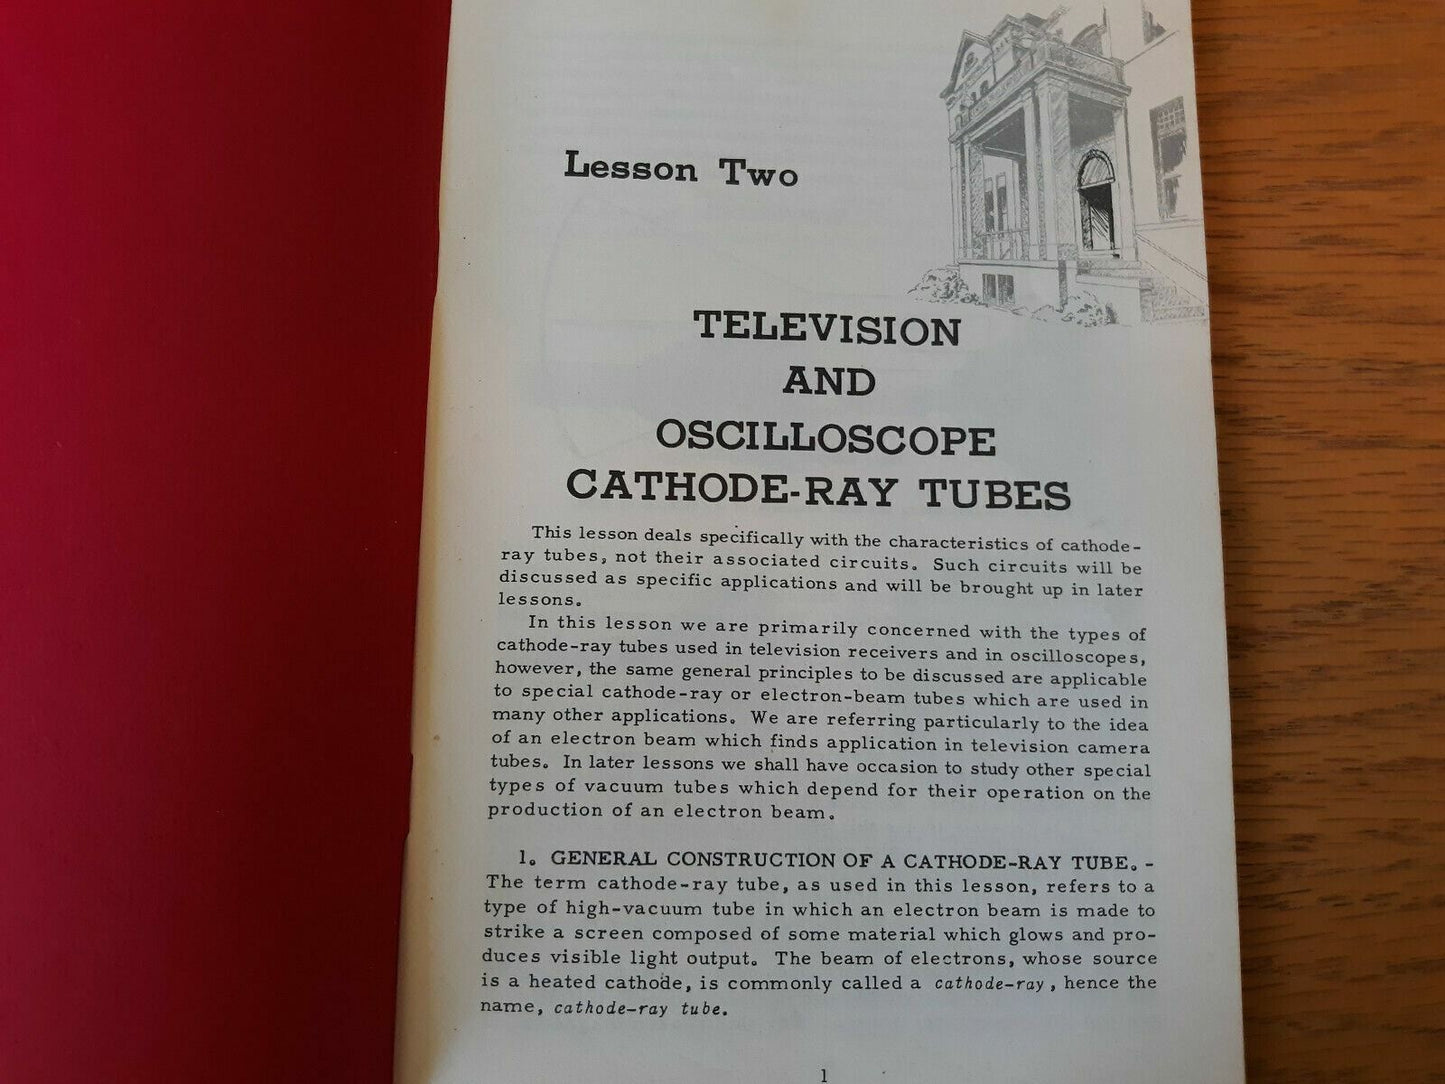 Lesson Two
TELEVISION
AND
OSCILLOSCOPE
CATHODE-RAY TUBES
This lesson deals specifically with the characteristics of cathode-
ray tubes, not their associated circuits. Such circuits will be
discussed as specific applications and will be brought up in later
lessons.
In this lesson we are primarily concerned with the types of
cathode-ray tubes used in television receivers and in oscilloscopes,
however, the same general principles to be discussed are applicable
to special cathode-ray or electron-beam tubes which are used in
many other applications. We are referring particularly to the idea
of an electron beam which finds application in television camera
tubes. In later lessons we shall have occasion to study other special
types of vacuum tubes which depend for their operation on the
production of an electron beam.
1. GENERAL CONSTRUCTION OF A CATHODE-RAY TUBE. -
The term cathode-ray tube, as used in this lesson, refers to a
type of high-vacuum tube in which an electron beam is made to
strike a screen composed of some material which glows and pro-
duces visible light output. The beam of electrons, whose source
is a heated cathode, is commonly called a cathode-ray, hence the
name, cathode-ray tube.
1